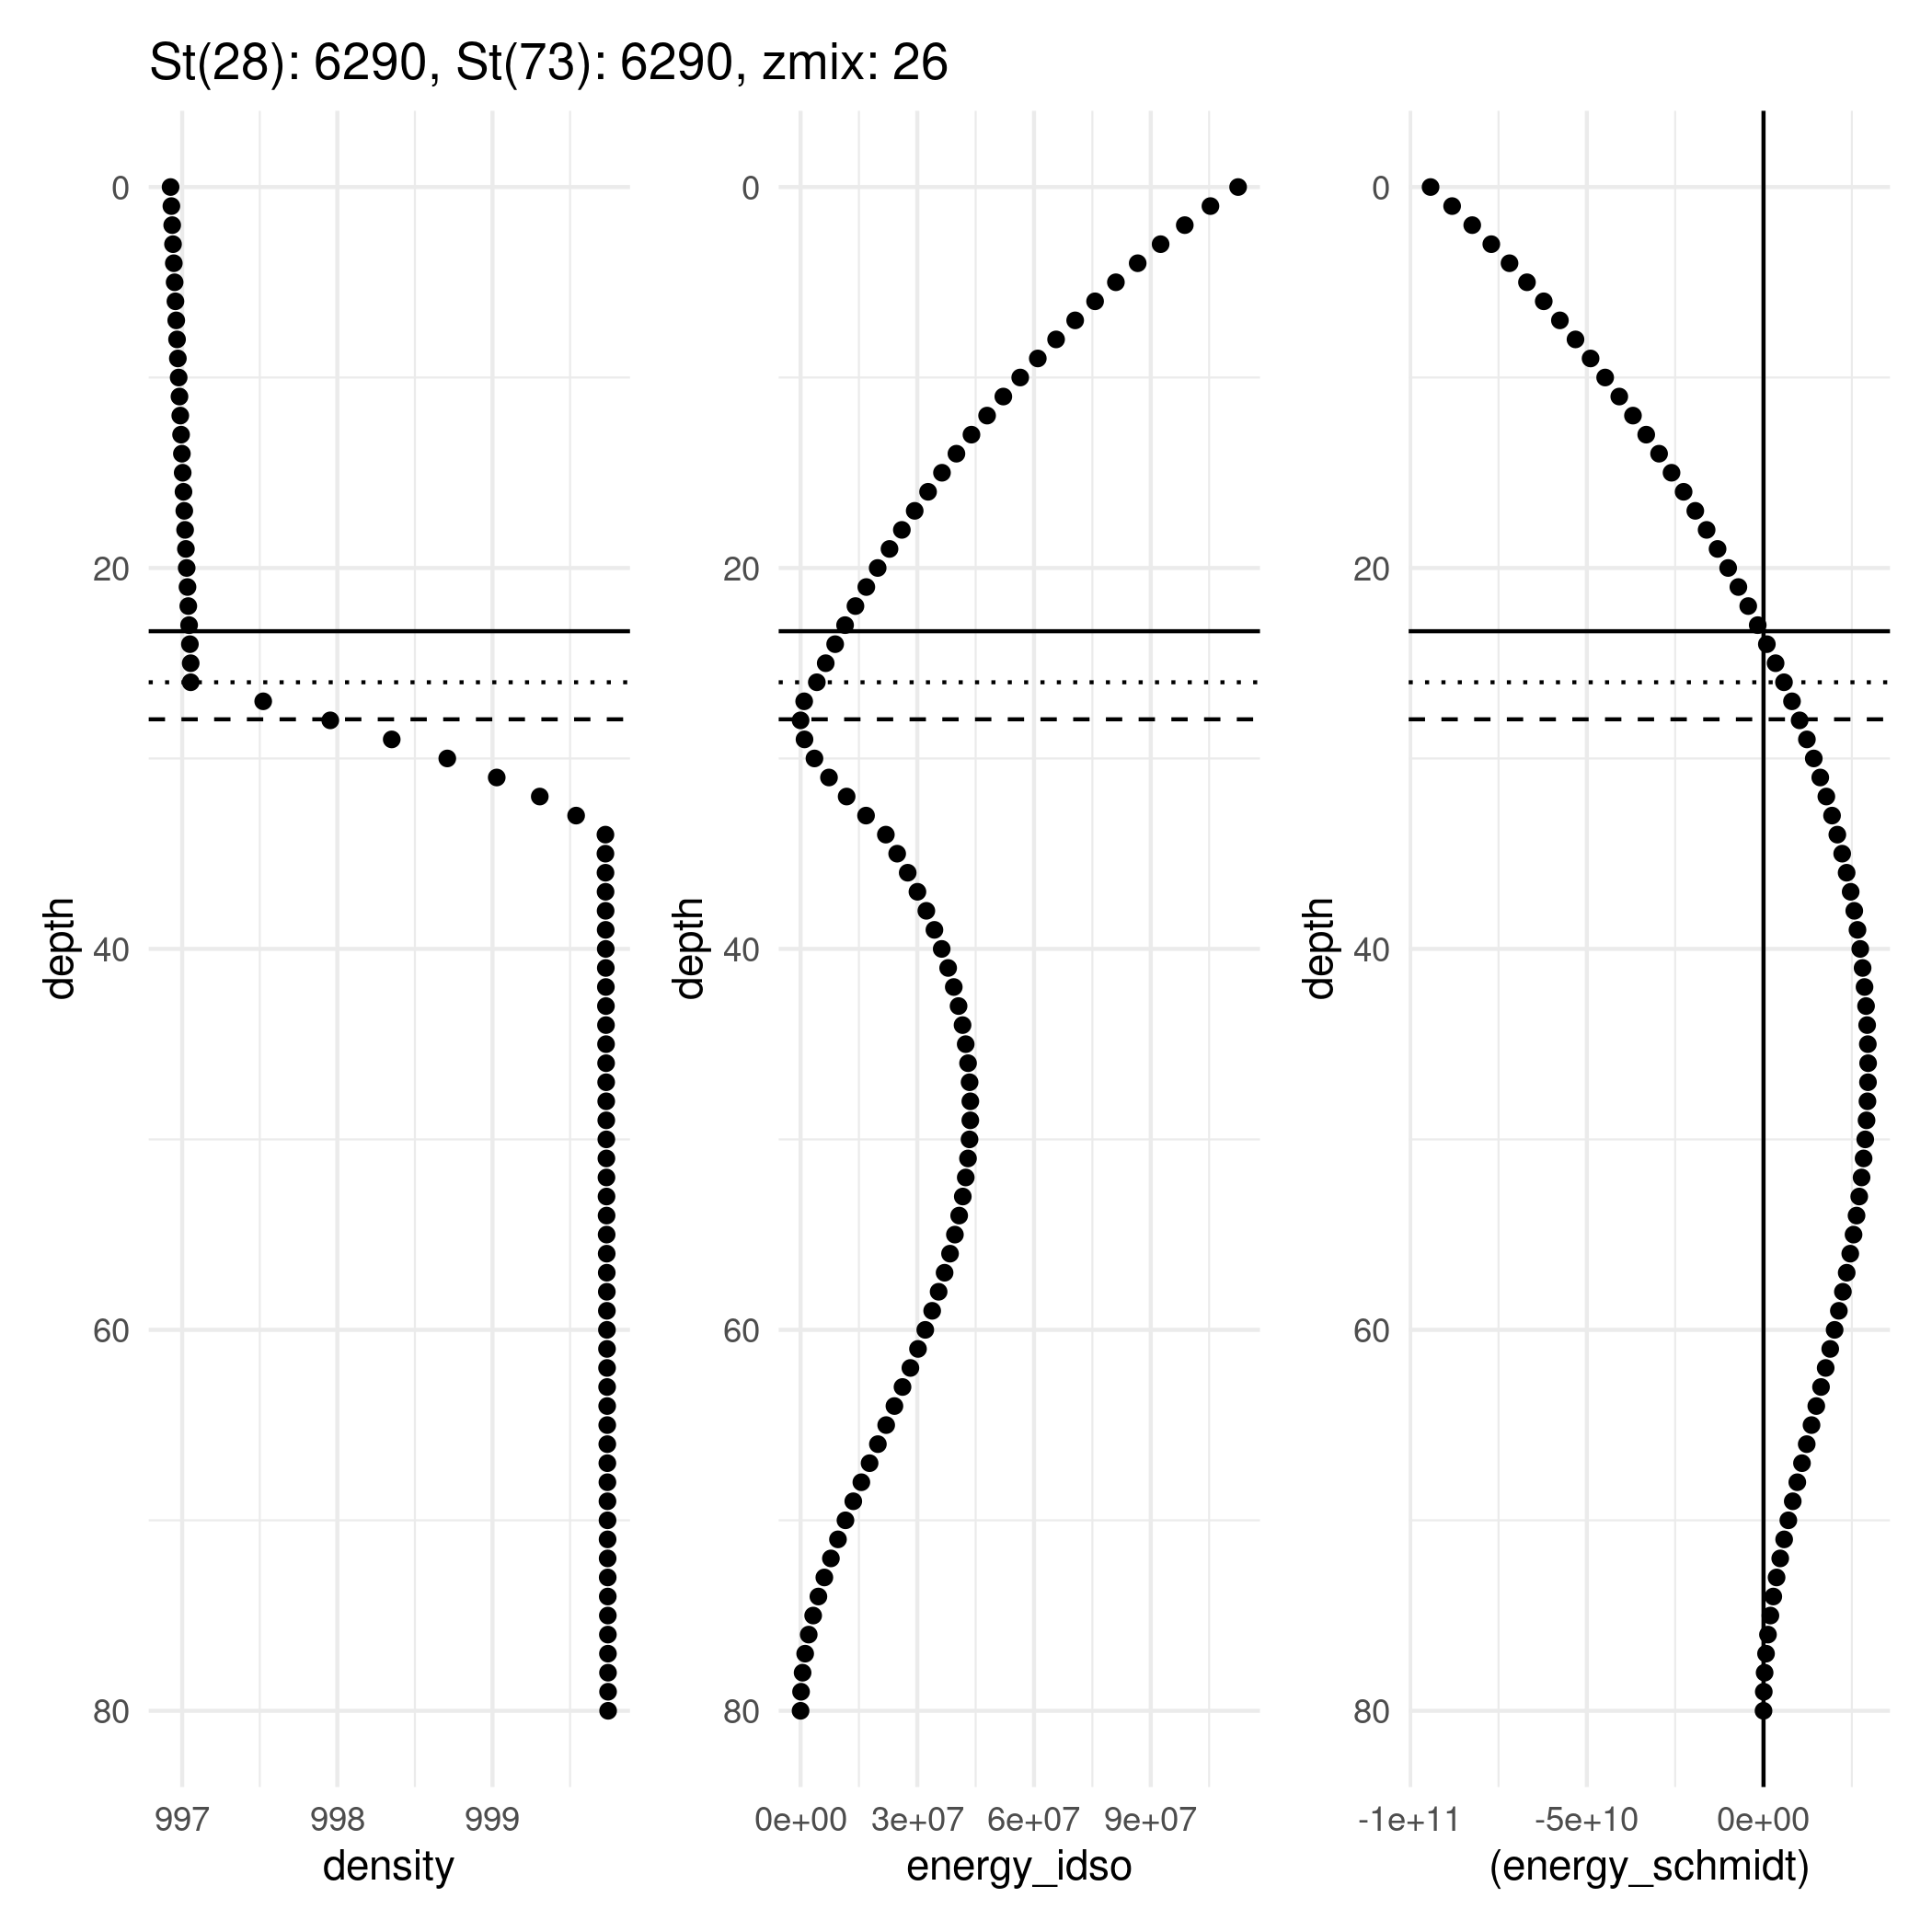 St(28): 6290, St(73): 6290, zmix: 26
0
20
40
60
80
depth
997
998
999
density
0
20
40
60
80
depth
0e+00
3e+07
6e+07
9e+07
energy_idso
0
20
40
60
80
depth
-1e+11
-5e+10
0e+00
(energy_schmidt)